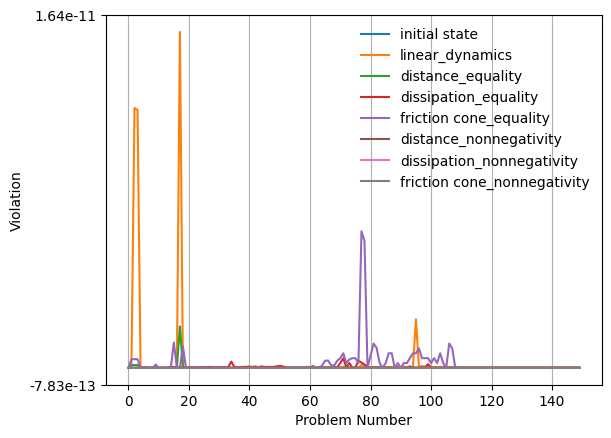 1.64e-11
initial state
linear_dynamics
distance_equality
dissipation_equality
friction cone_equality
distance_nonnegativity
dissipation_nonnegativity
friction cone_nonnegativity
Violation
-7.83e-13
0 20 40 60 80 100 120 140
Problem Number